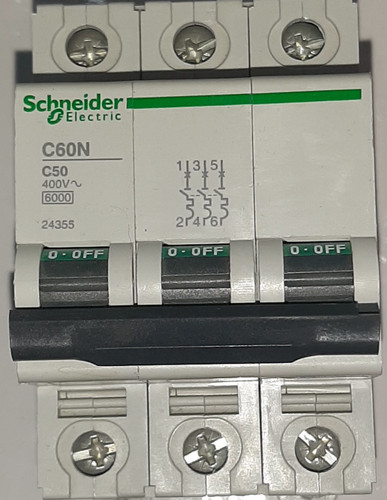 Schneider
Electric
C60N
C50
400V~
6000
24355
1 3 5
2 4 6
O·OFF O·OFF O·OFF